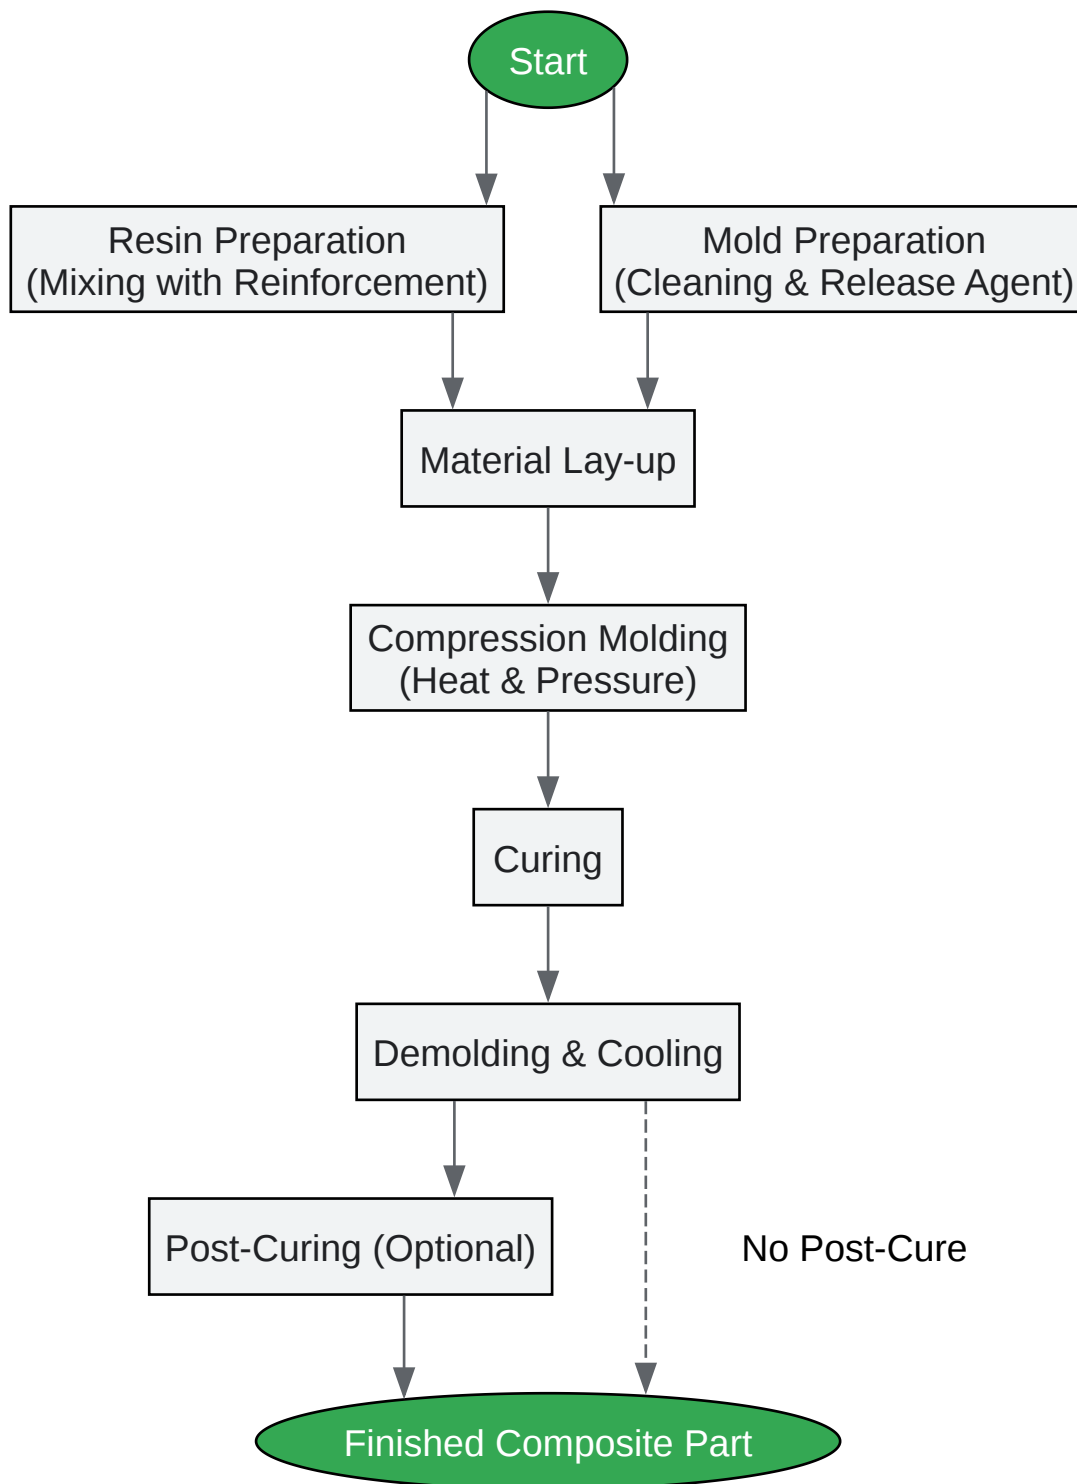 Start
Resin Preparation
(Mixing with Reinforcement)
Mold Preparation
(Cleaning & Release Agent)
Material Lay-up
Compression Molding
(Heat & Pressure)
Curing
Demolding & Cooling
Post-Curing (Optional)
No Post-Cure
Finished Composite Part